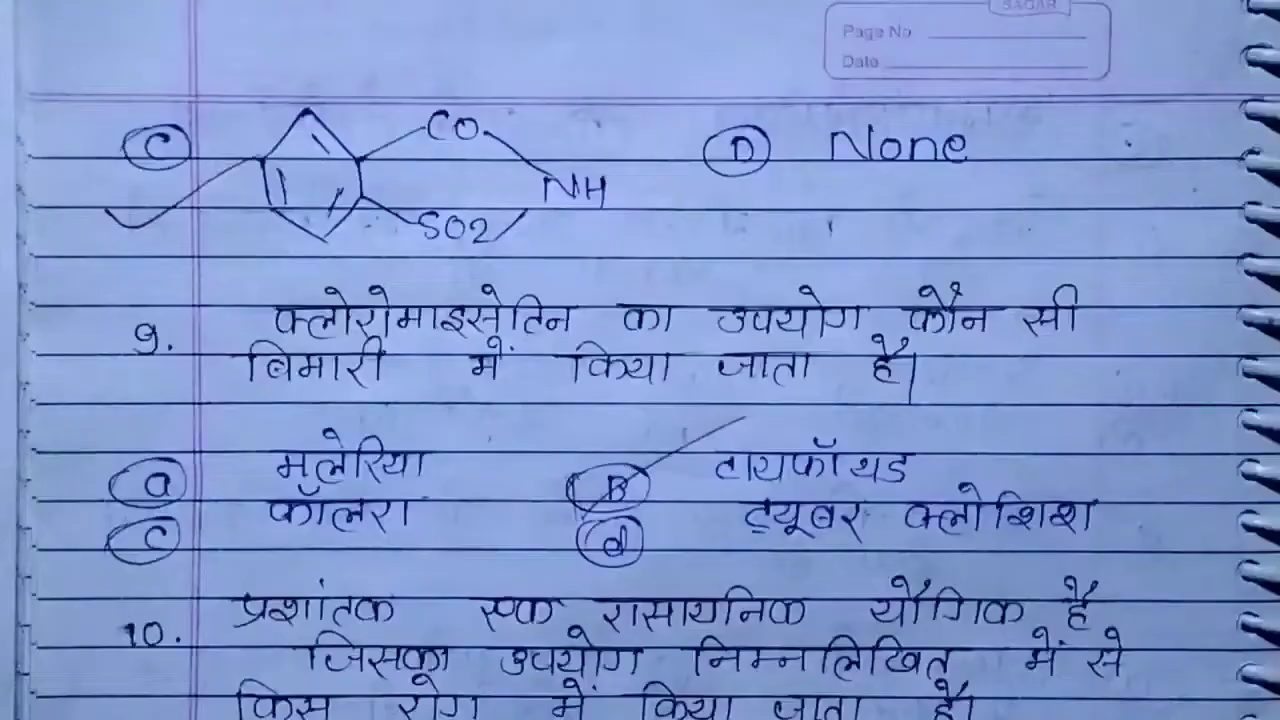 SAGAR
Page No
Date
C CO NH SO2 D None
9. क्लोरोमाइसेतिन का उपयोग कौन सी
बिमारी में किया जाता है।
a मलेरिया B टायफॉयड
C कॉलरा d ट्यूबर क्लोशिश
10. प्रशांतक एक रासायनिक यौगिक है
जिसका उपयोग निम्नलिखित में से
किस रोग में किया जाता है।